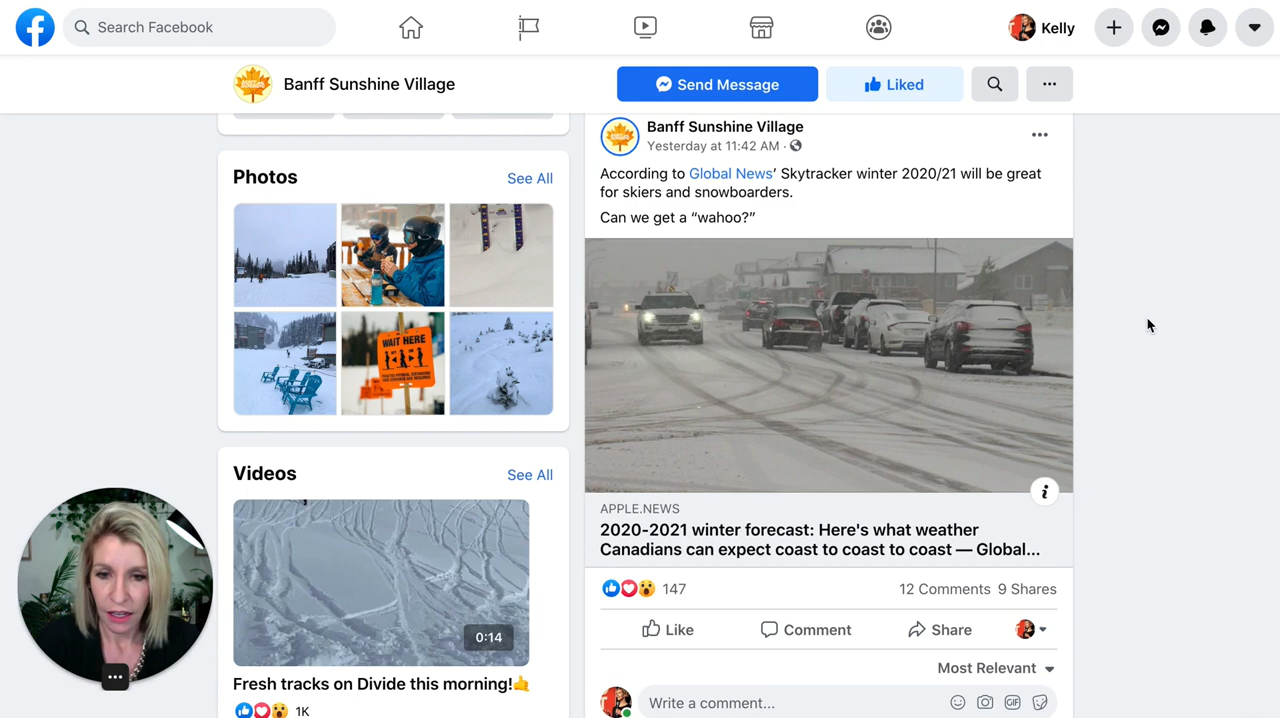 Search Facebook
Kelly
Banff Sunshine Village
Send Message
Liked
Photos
See All
WAIT HERE
Videos
See All
0:14
Fresh tracks on Divide this morning!🤙
1K
Banff Sunshine Village
Yesterday at 11:42 AM ·
According to Global News’ Skytracker winter 2020/21 will be great
for skiers and snowboarders.
Can we get a “wahoo?”
APPLE.NEWS
2020-2021 winter forecast: Here's what weather
Canadians can expect coast to coast to coast — Global...
147
12 Comments 9 Shares
Like
Comment
Share
Most Relevant
Write a comment...
GIF